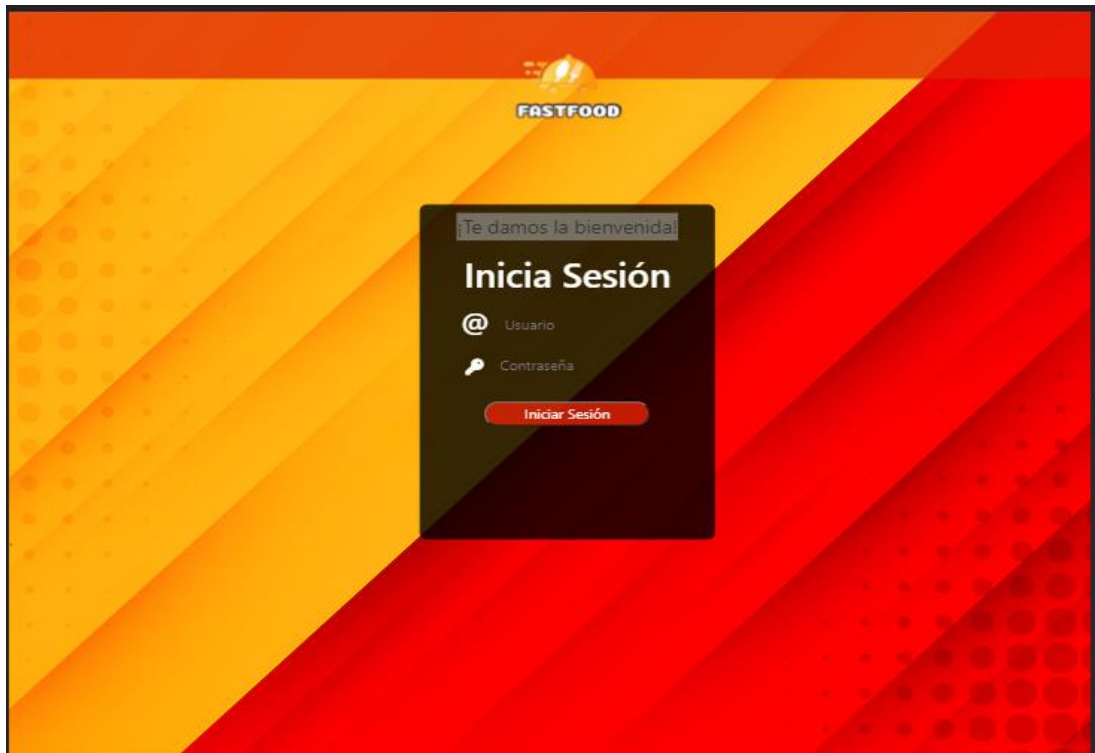 FASTFOOD
¡Te damos la bienvenida!
Inicia Sesión
@ Usuario
Contraseña
Iniciar Sesión